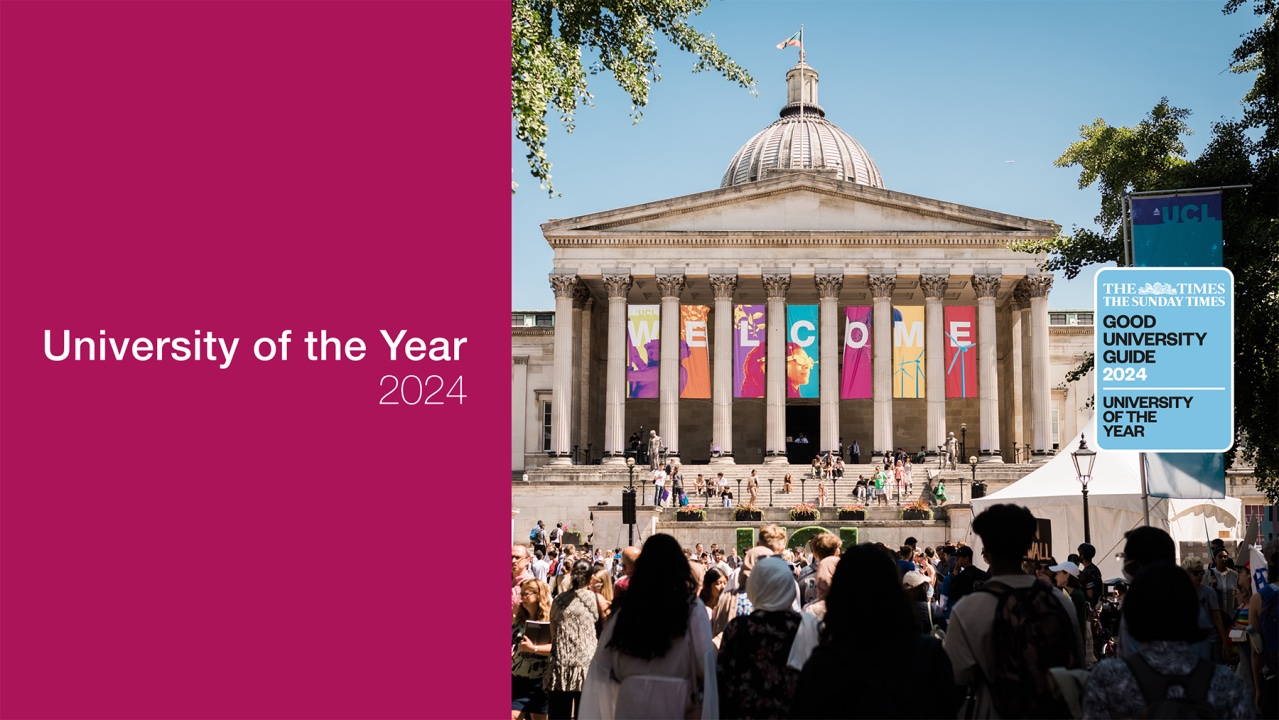 University of the Year
2024
WELCOME
UCL
THE TIMES
THE SUNDAY TIMES
GOOD
UNIVERSITY
GUIDE
2024
UNIVERSITY
OF THE
YEAR